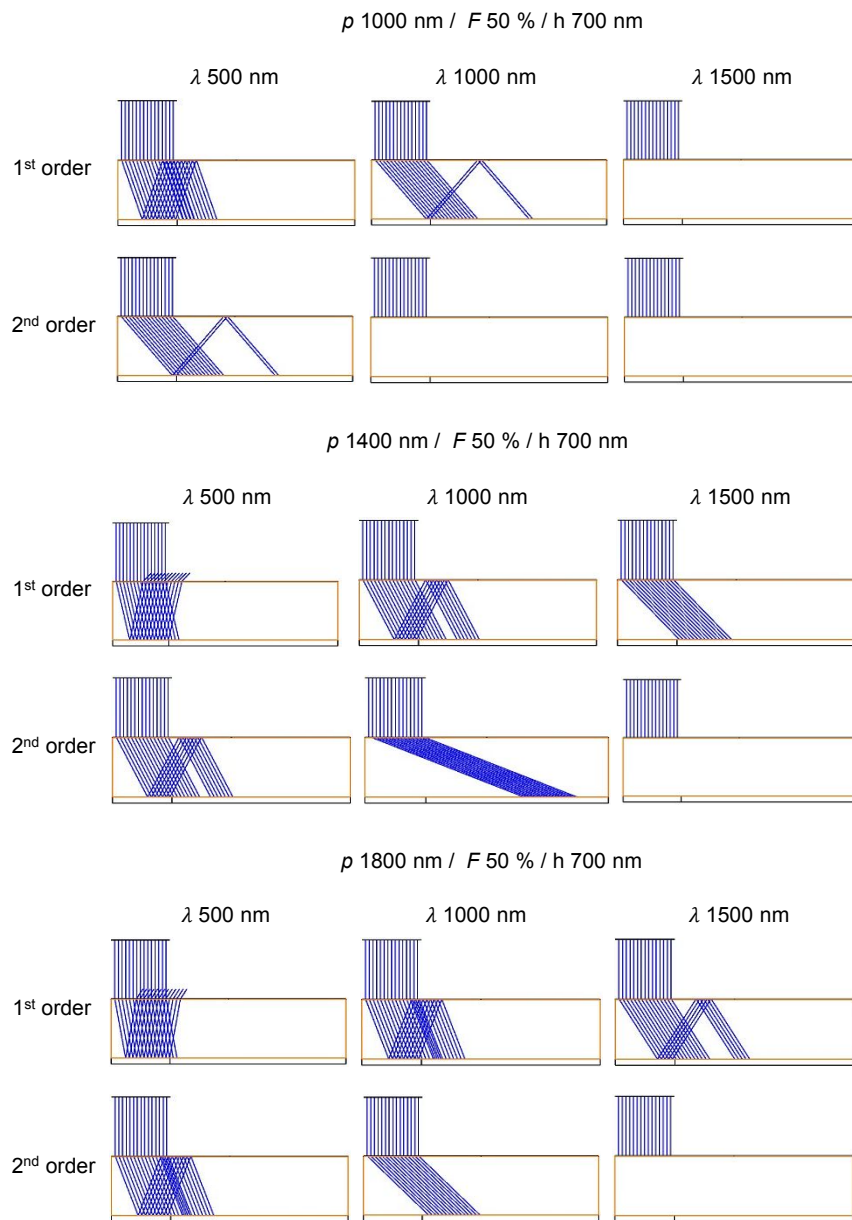 p 1000 nm / F 50 % / h 700 nm
λ 500 nm λ 1000 nm λ 1500 nm
1st order
2nd order
p 1400 nm / F 50 % / h 700 nm
λ 500 nm λ 1000 nm λ 1500 nm
1st order
2nd order
p 1800 nm / F 50 % / h 700 nm
λ 500 nm λ 1000 nm λ 1500 nm
1st order
2nd order